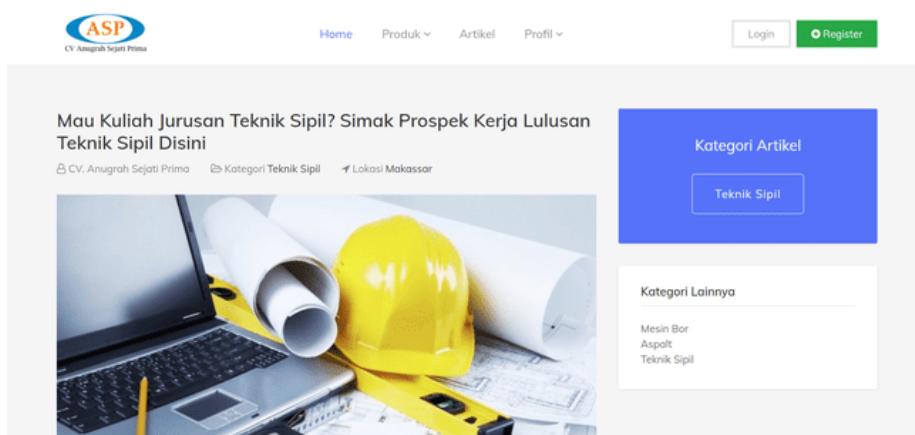 ASP
CV Anugrah Sejati Prima
Home Produk Artikel Profil
Login Register
Mau Kuliah Jurusan Teknik Sipil? Simak Prospek Kerja Lulusan
Teknik Sipil Disini
CV. Anugrah Sejati Prima Kategori Teknik Sipil Lokasi Makassar
Kategori Artikel
Teknik Sipil
Kategori Lainnya
Mesin Bor
Aspalt
Teknik Sipil